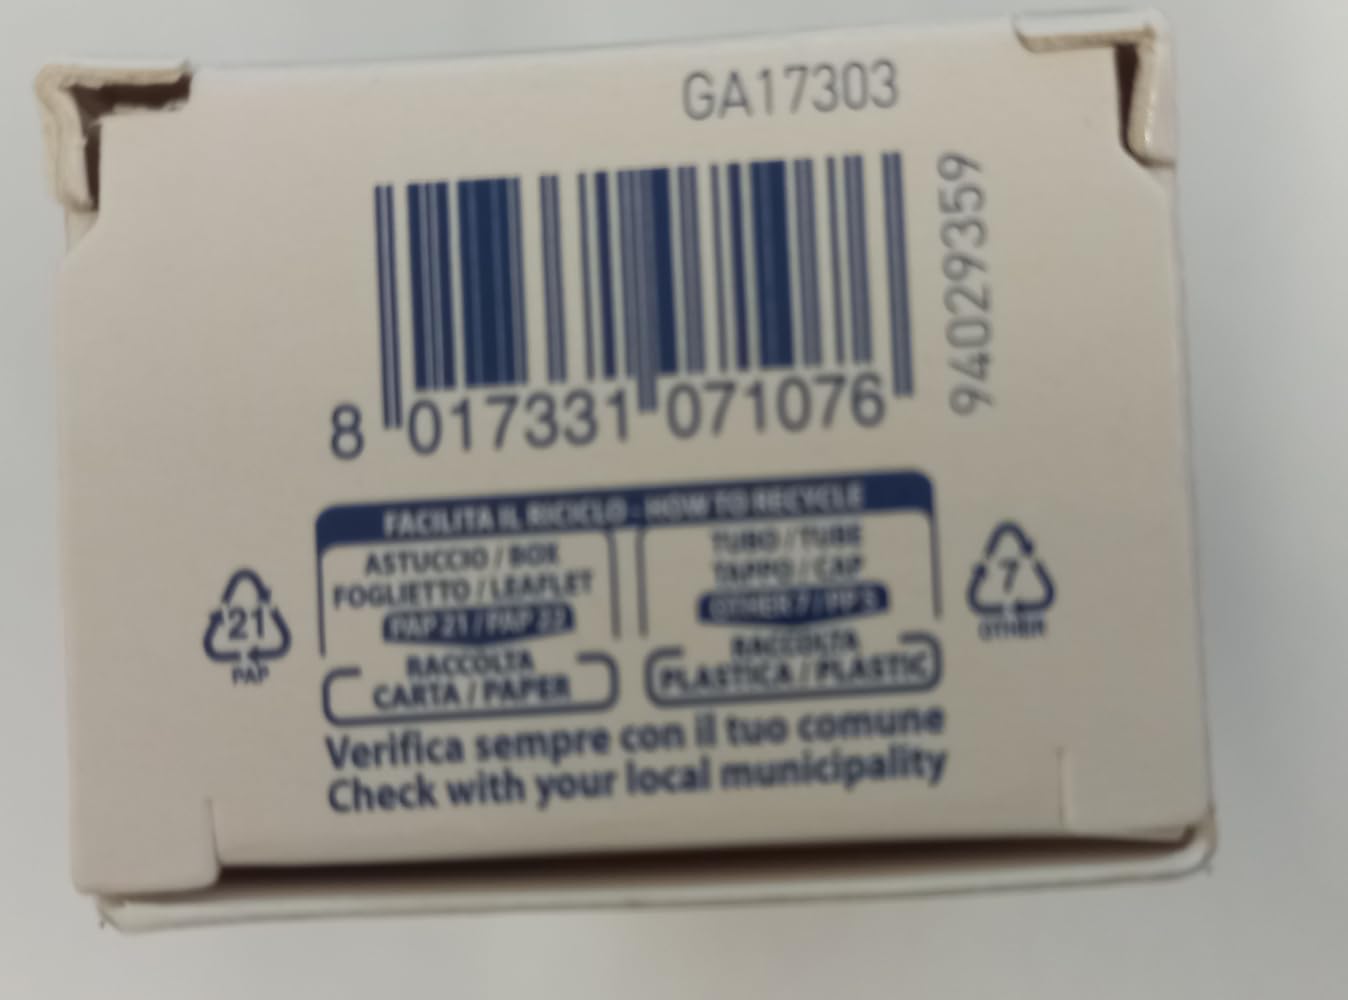 GA17303
94029359
8 017331 071076
FACILITA IL RICICLO - HOW TO RECYCLE
ASTUCCIO / BOX
FOGLIETTO / LEAFLET
PAP 21 / PAP 22
RACCOLTA
CARTA / PAPER
TUBO / TUBE
TAPPO / CAP
OTHER 7 / PP 5
RACCOLTA
PLASTICA / PLASTIC
21
PAP
7
OTHER
Verifica sempre con il tuo comune
Check with your local municipality